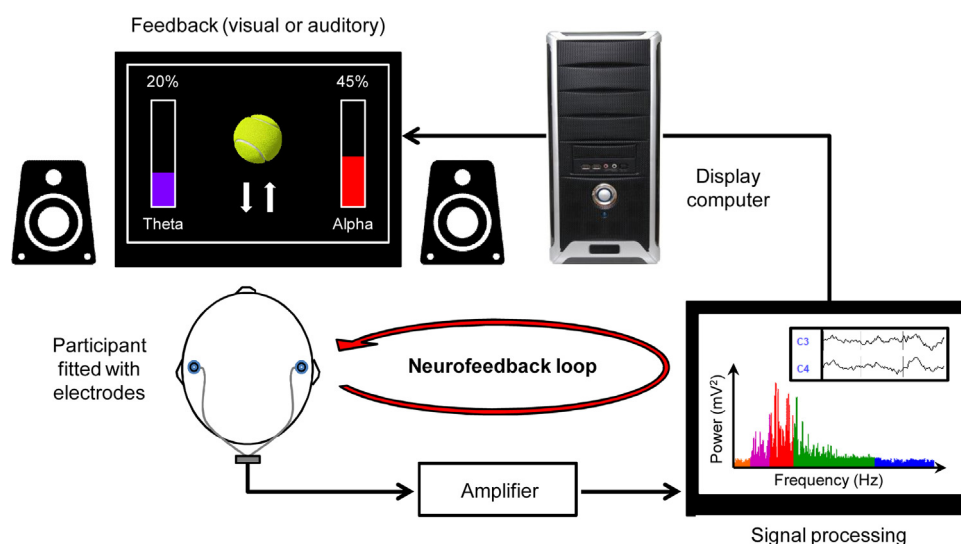 Feedback (visual or auditory)
20%
45%
Theta
Alpha
Display
computer
Participant
fitted with
electrodes
Neurofeedback loop
C3
C4
Power (mV²)
Frequency (Hz)
Amplifier
Signal processing